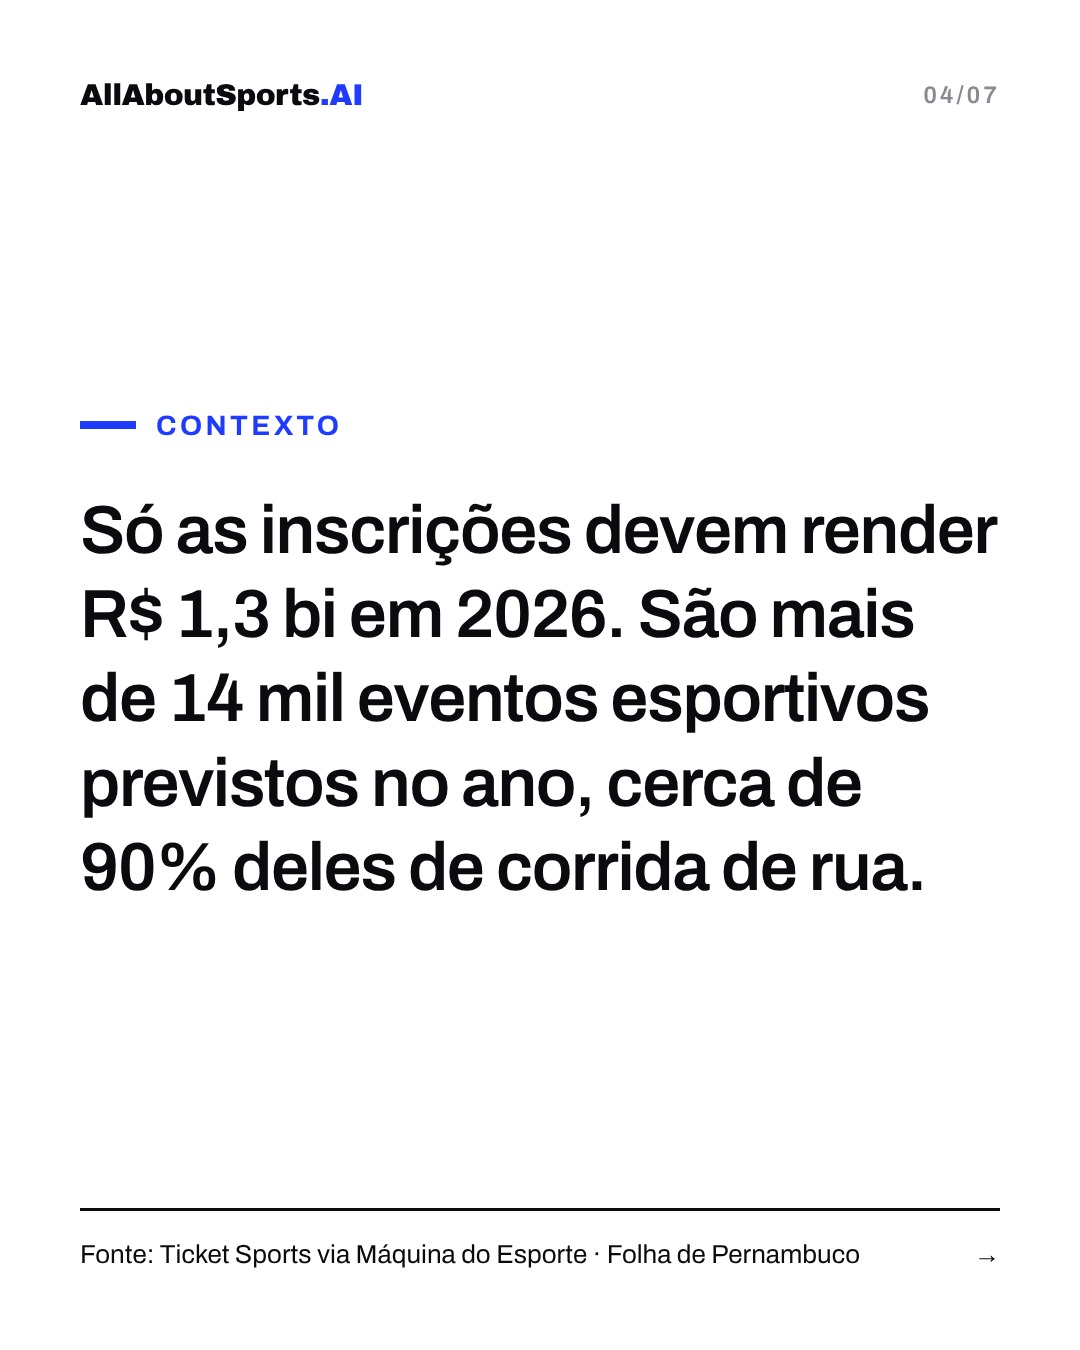 AllAboutSports.AI
04/07
CONTEXTO
Só as inscrições devem render
R$ 1,3 bi em 2026. São mais
de 14 mil eventos esportivos
previstos no ano, cerca de
90% deles de corrida de rua.
Fonte: Ticket Sports via Máquina do Esporte · Folha de Pernambuco →